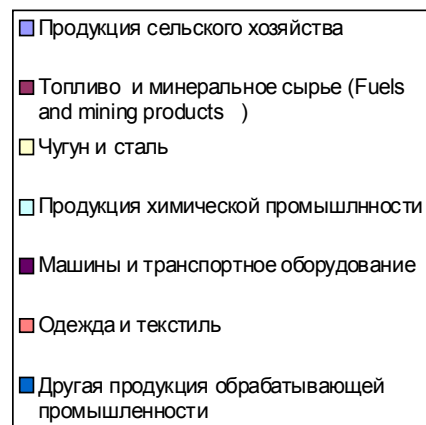 Продукция сельского хозяйства
Топливо и минеральное сырье (Fuels
and mining products )
Чугун и сталь
Продукция химической промышлнности
Машины и транспортное оборудование
Одежда и текстиль
Другая продукция обрабатывающей
промышленности